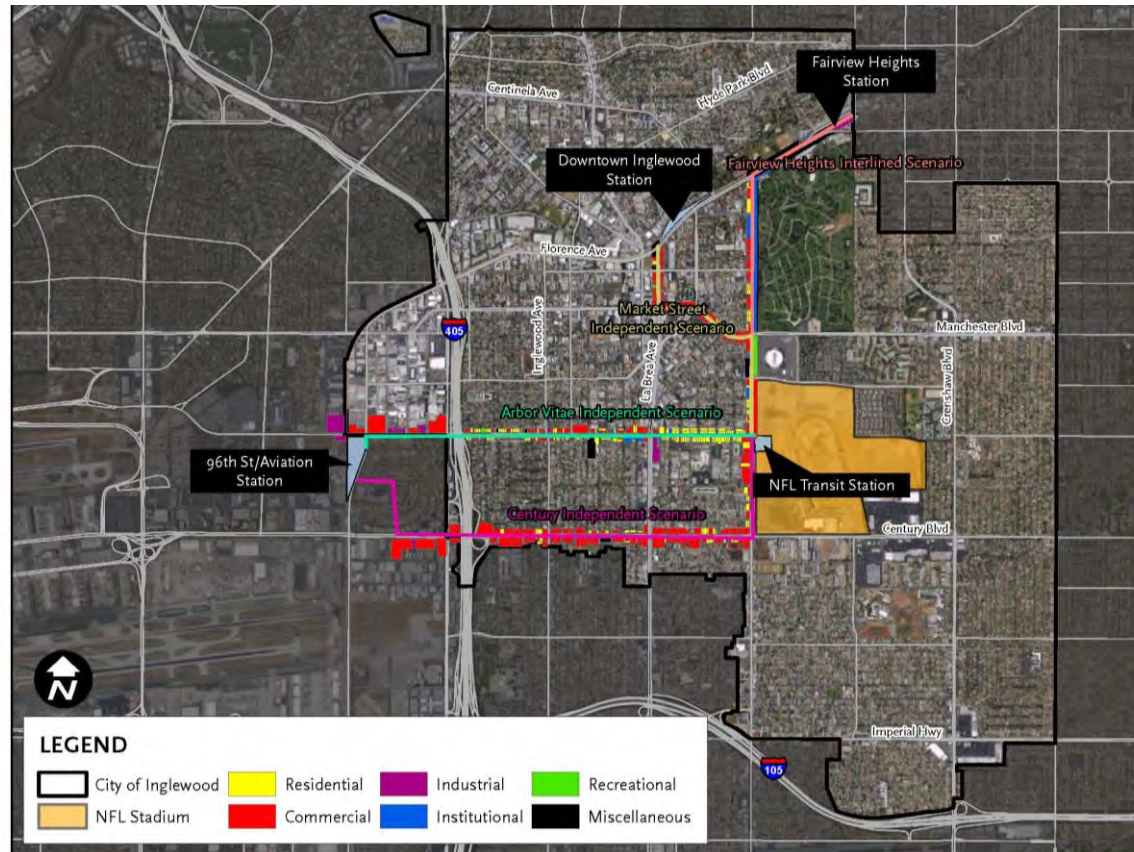 Fairview Heights
Station
Hyde Park Blvd
Centinela Ave
Downtown Inglewood
Station
Fairview Heights Interlined Scenario
Florence Ave
Market Street
Independent Scenario
Manchester Blvd
405
Inglewood Ave
La Brea Ave
Crenshaw Blvd
Arbor Vitae Independent Scenario
96th St/Aviation
Station
NFL Transit Station
Century Independent Scenario
Century Blvd
N
Imperial Hwy
105
LEGEND
City of Inglewood
Residential
Industrial
Recreational
NFL Stadium
Commercial
Institutional
Miscellaneous